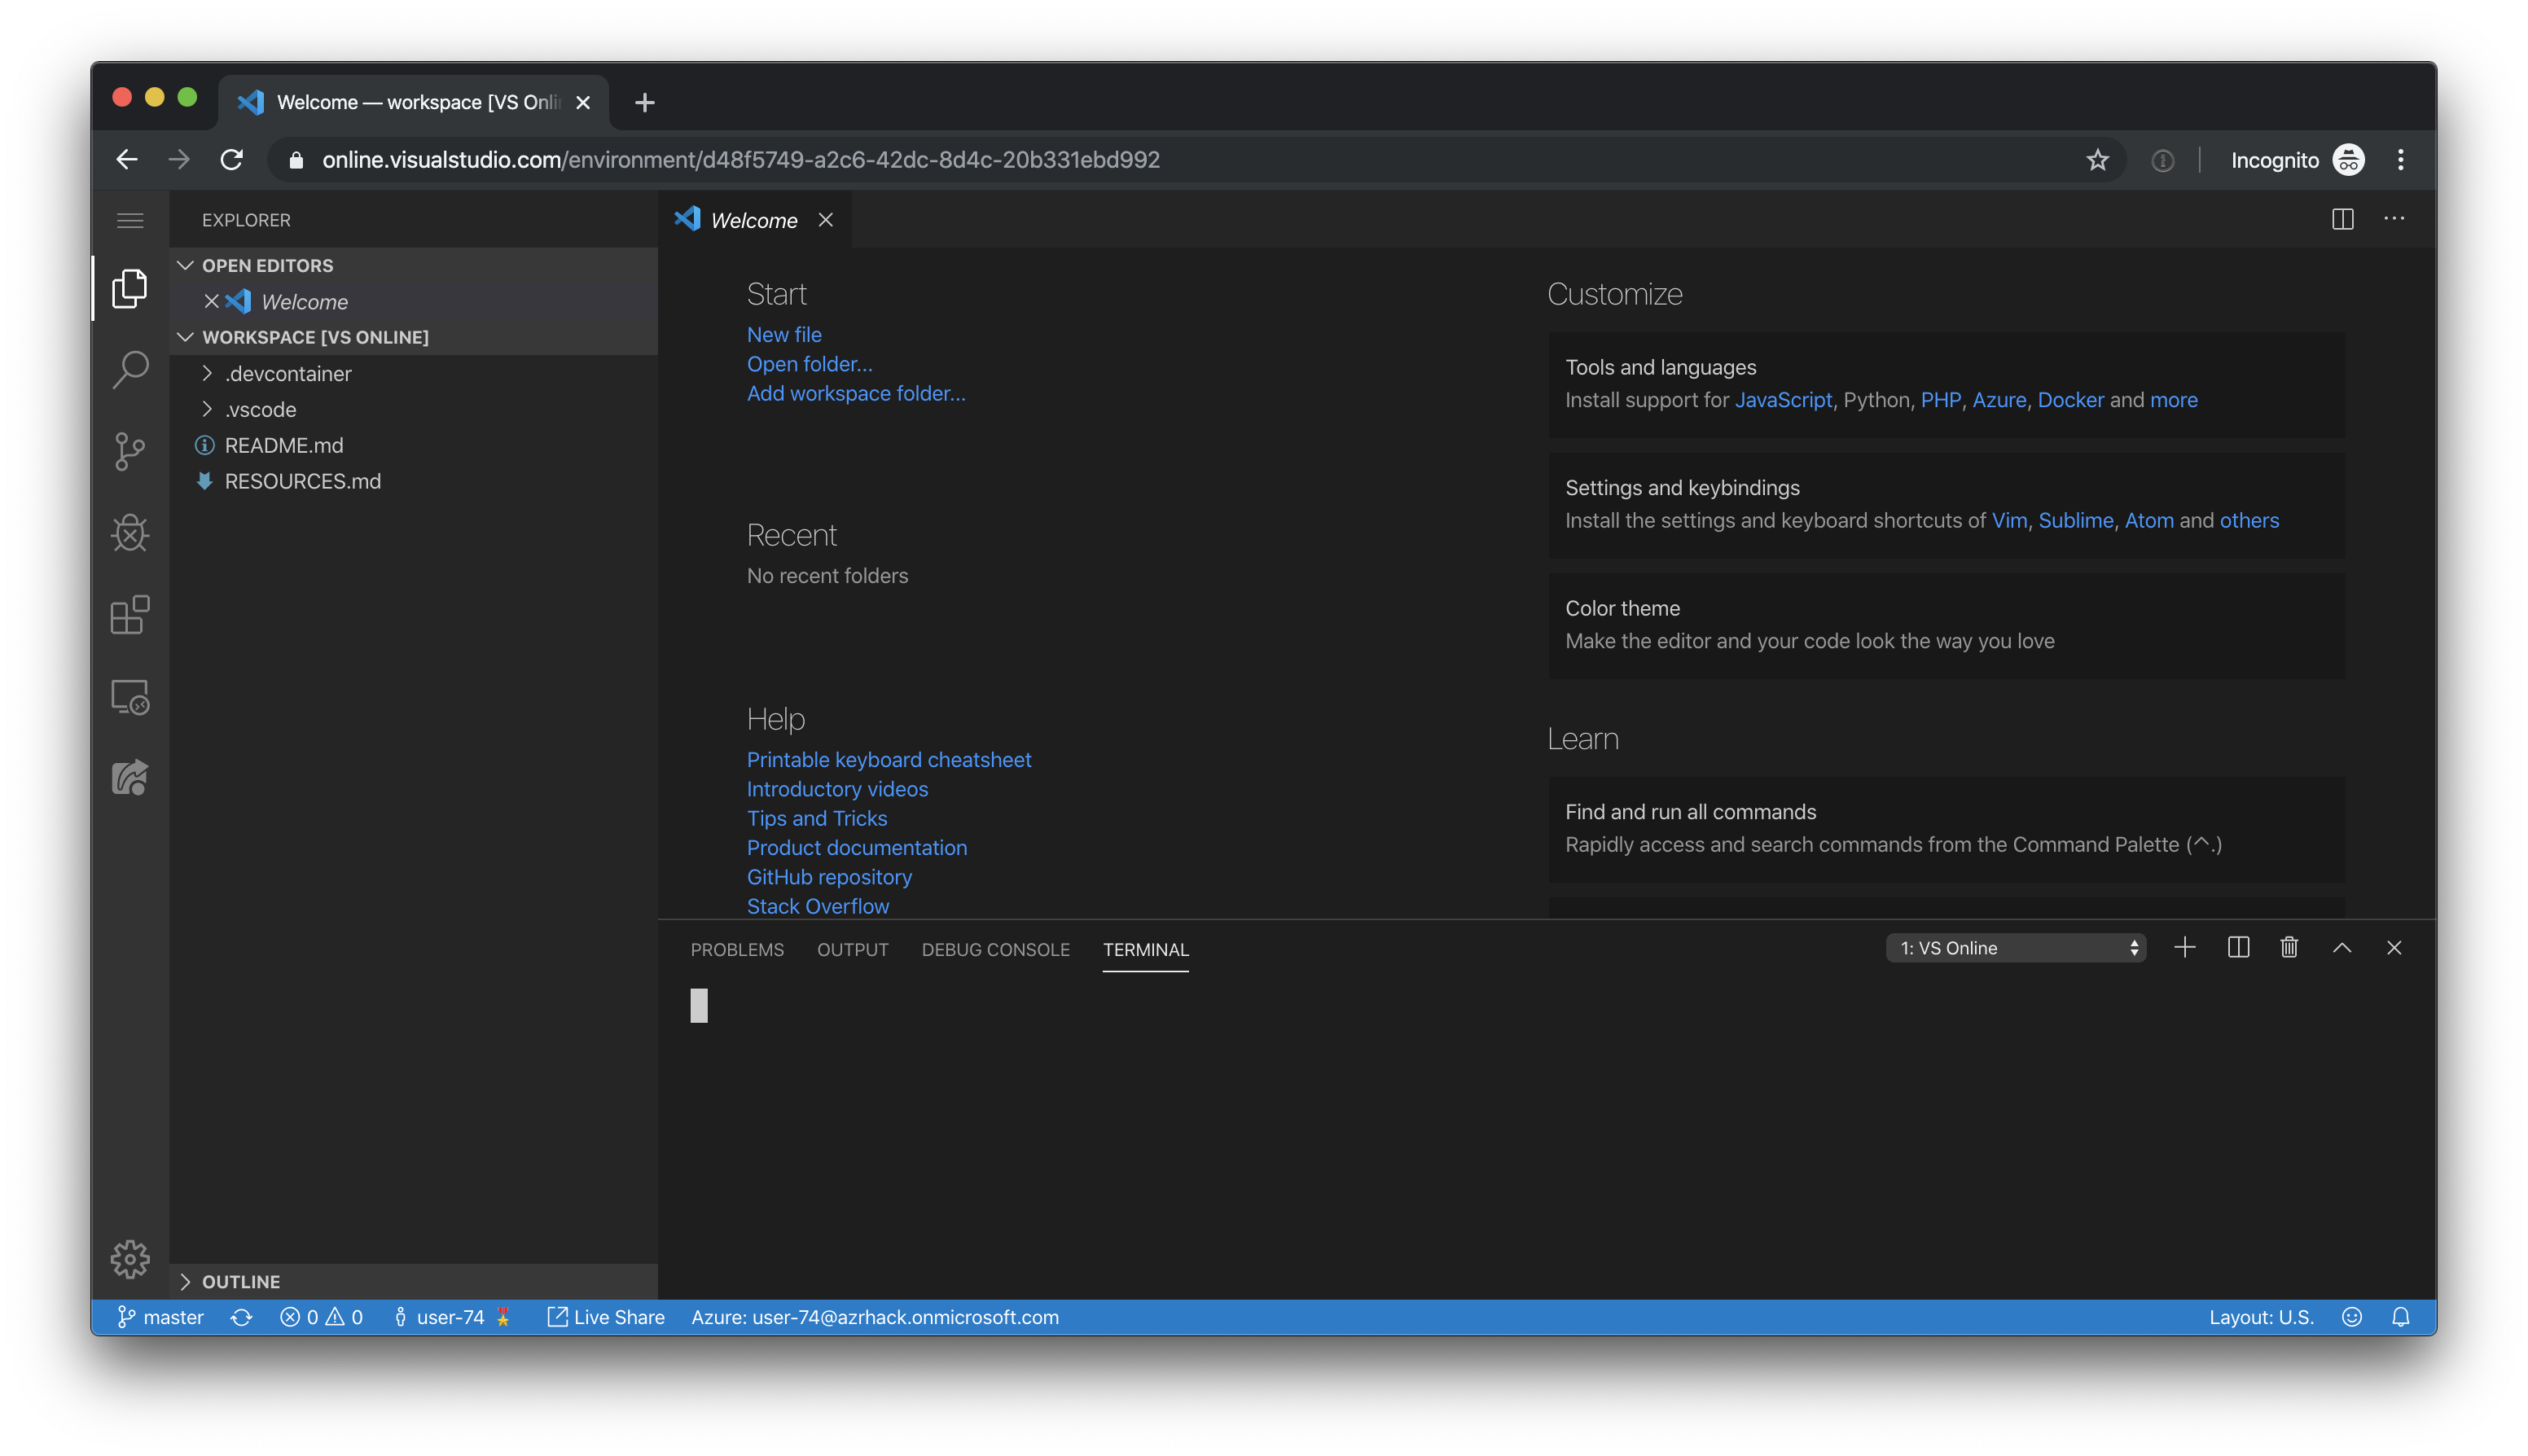 Welcome — workspace [VS Onli
online.visualstudio.com/environment/d48f5749-a2c6-42dc-8d4c-20b331ebd992
Incognito
EXPLORER
OPEN EDITORS
Welcome
WORKSPACE [VS ONLINE]
.devcontainer
.vscode
README.md
RESOURCES.md
OUTLINE
Welcome
Start
New file
Open folder...
Add workspace folder...
Recent
No recent folders
Help
Printable keyboard cheatsheet
Introductory videos
Tips and Tricks
Product documentation
GitHub repository
Stack Overflow
Customize
Tools and languages
Install support for JavaScript, Python, PHP, Azure, Docker and more
Settings and keybindings
Install the settings and keyboard shortcuts of Vim, Sublime, Atom and others
Color theme
Make the editor and your code look the way you love
Learn
Find and run all commands
Rapidly access and search commands from the Command Palette (^.)
PROBLEMS OUTPUT DEBUG CONSOLE TERMINAL 1: VS Online
master 0 0 user-74 Live Share Azure: user-74@azrhack.onmicrosoft.com Layout: U.S.